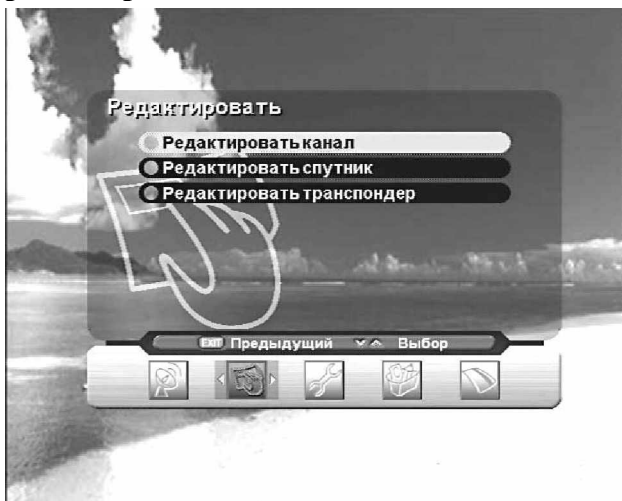 Редактировать
Редактировать канал
Редактировать спутник
Редактировать транспондер
EXIT Предыдущий Выбор